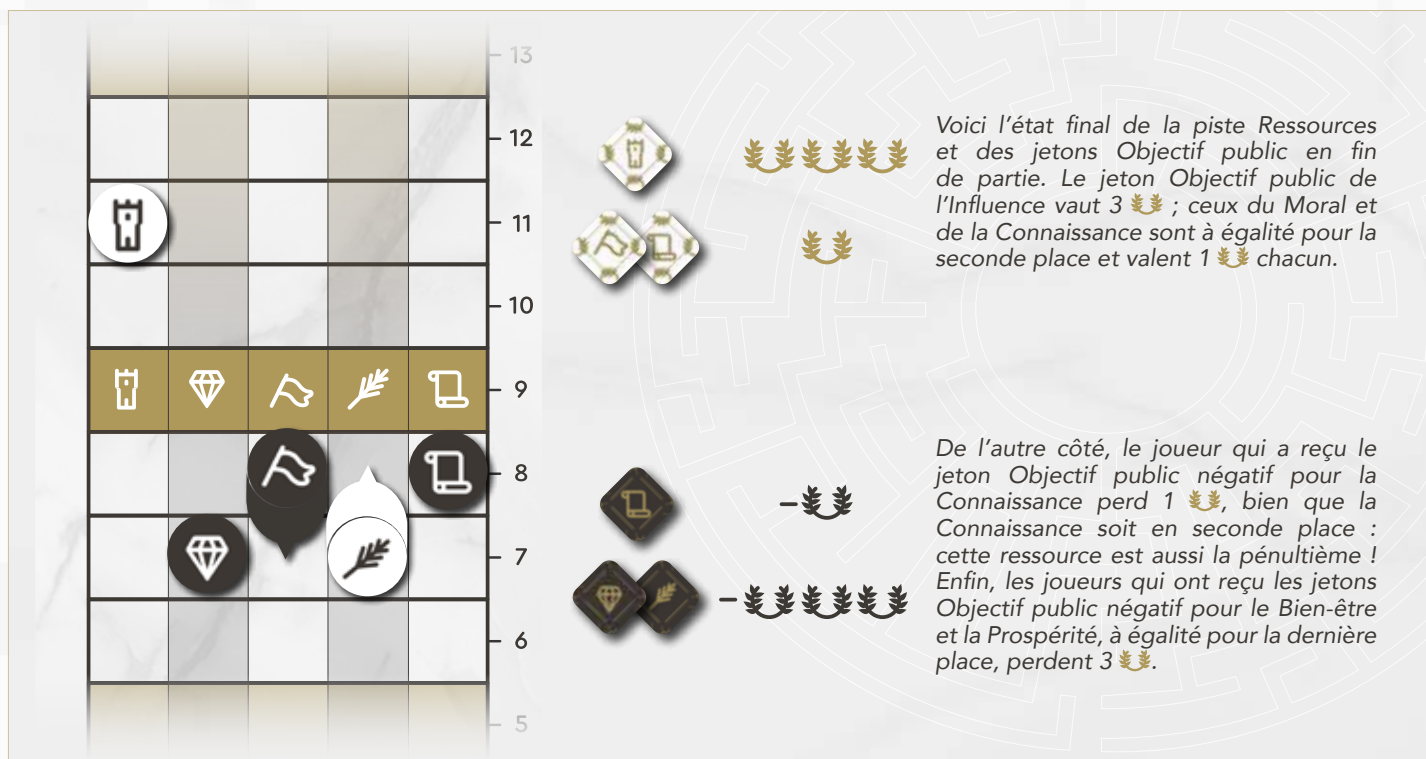 13
12
11
10
9
8
7
6
5
Voici l'état final de la piste Ressources
et des jetons Objectif public en fin
de partie. Le jeton Objectif public de
l'Influence vaut 3 ; ceux du Moral et
de la Connaissance sont à égalité pour la
seconde place et valent 1 chacun.
De l'autre côté, le joueur qui a reçu le
jeton Objectif public négatif pour la
Connaissance perd 1 , bien que la
Connaissance soit en seconde place :
cette ressource est aussi la pénultième !
Enfin, les joueurs qui ont reçu les jetons
Objectif public négatif pour le Bien-être
et la Prospérité, à égalité pour la dernière
place, perdent 3 .